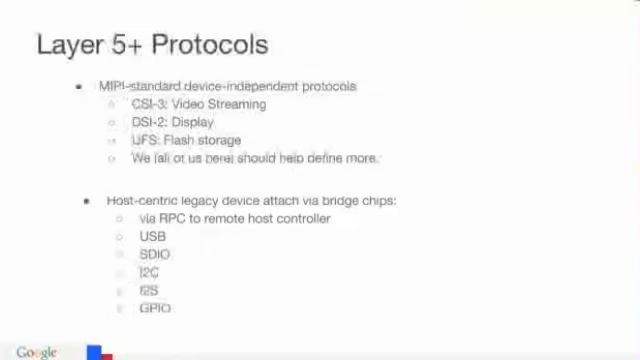 Layer 5+ Protocols
MIPI-standard device-independent protocols
CSI-3: Video Streaming
DSI-2: Display
UFS: Flash storage
We (all of us here) should help define more.
Host-centric legacy device attach via bridge chips:
via RPC to remote host controller
USB
SDIO
I2C
I2S
GPIO
Google